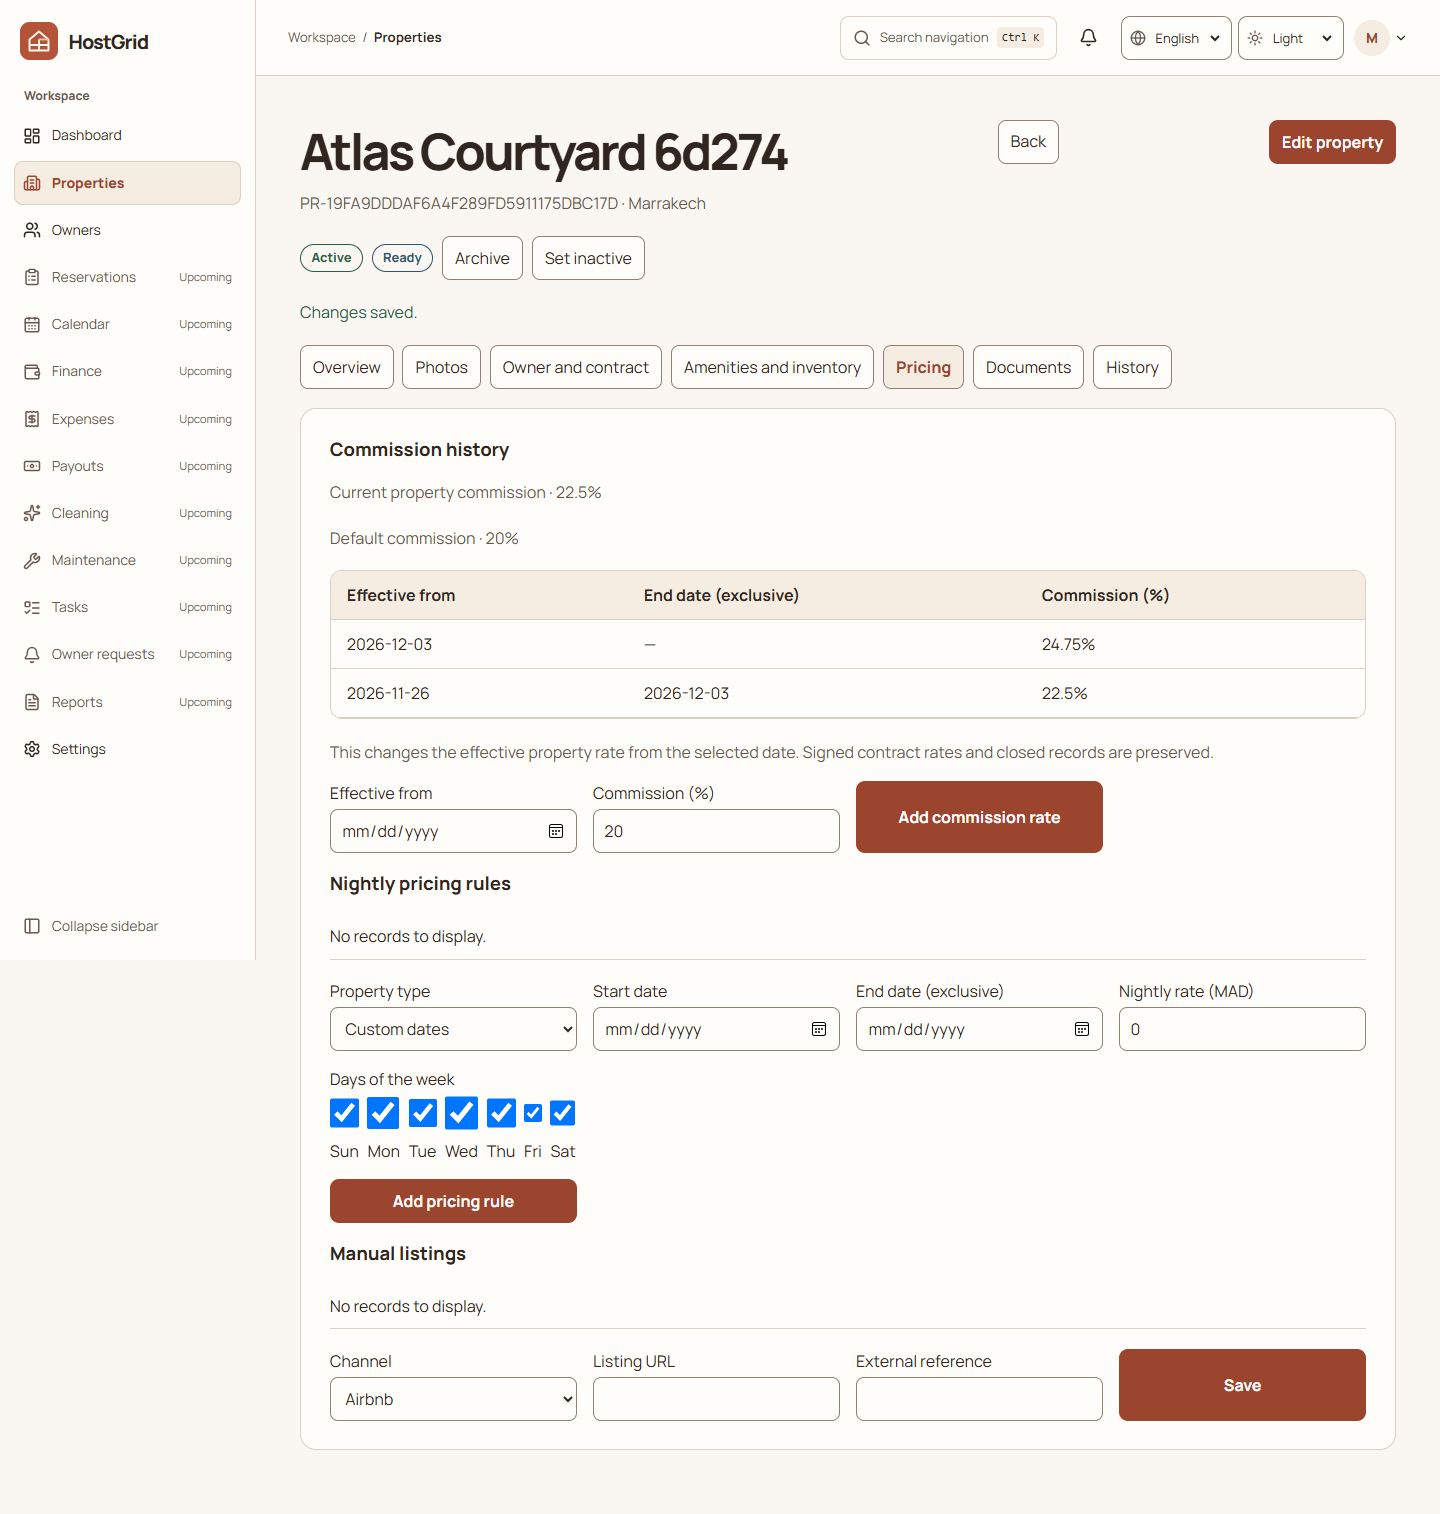 HostGrid
Workspace
Dashboard
Properties
Owners
Reservations Upcoming
Calendar Upcoming
Finance Upcoming
Expenses Upcoming
Payouts Upcoming
Cleaning Upcoming
Maintenance Upcoming
Tasks Upcoming
Owner requests Upcoming
Reports Upcoming
Settings
Collapse sidebar
Workspace / Properties
Search navigation Ctrl K
English
Light
M
Atlas Courtyard 6d274
Back
Edit property
PR-19FA9DDDAF6A4F289FD5911175DBC17D · Marrakech
Active Ready Archive Set inactive
Changes saved.
Overview Photos Owner and contract Amenities and inventory Pricing Documents History
Commission history
Current property commission · 22.5%
Default commission · 20%
Effective from End date (exclusive) Commission (%)
2026-12-03 — 24.75%
2026-11-26 2026-12-03 22.5%
This changes the effective property rate from the selected date. Signed contract rates and closed records are preserved.
Effective from Commission (%)
mm/dd/yyyy 20 Add commission rate
Nightly pricing rules
No records to display.
Property type Start date End date (exclusive) Nightly rate (MAD)
Custom dates mm/dd/yyyy mm/dd/yyyy 0
Days of the week
Sun Mon Tue Wed Thu Fri Sat
Add pricing rule
Manual listings
No records to display.
Channel Listing URL External reference
Airbnb Save